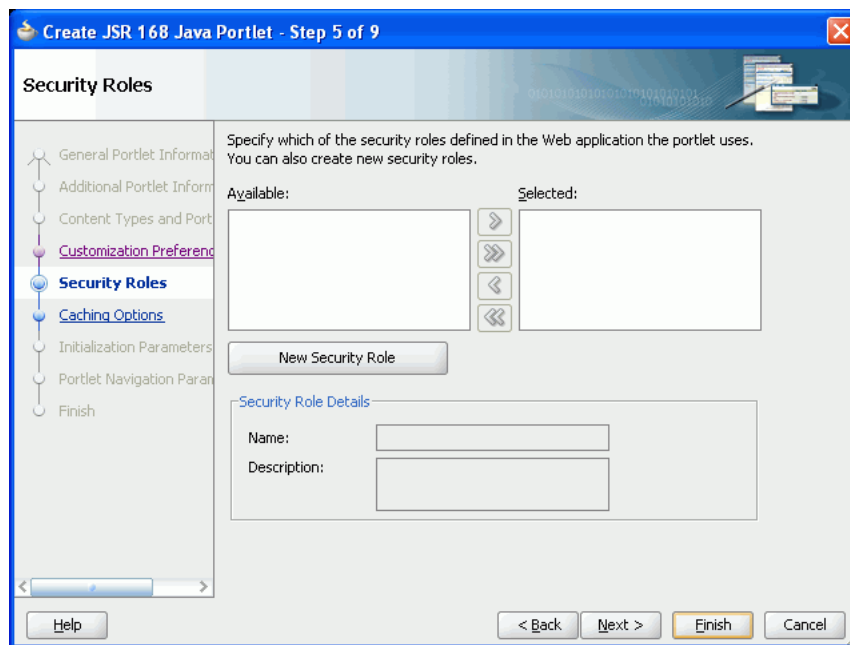 Create JSR 168 Java Portlet - Step 5 of 9
Security Roles
General Portlet Informat
Additional Portlet Inform
Content Types and Port
Customization Preferenc
Security Roles
Caching Options
Initialization Parameters
Portlet Navigation Paran
Finish
Specify which of the security roles defined in the Web application the portlet uses.
You can also create new security roles.
Available:
Selected:
New Security Role
Security Role Details
Name:
Description:
Help
< Back
Next >
Finish
Cancel